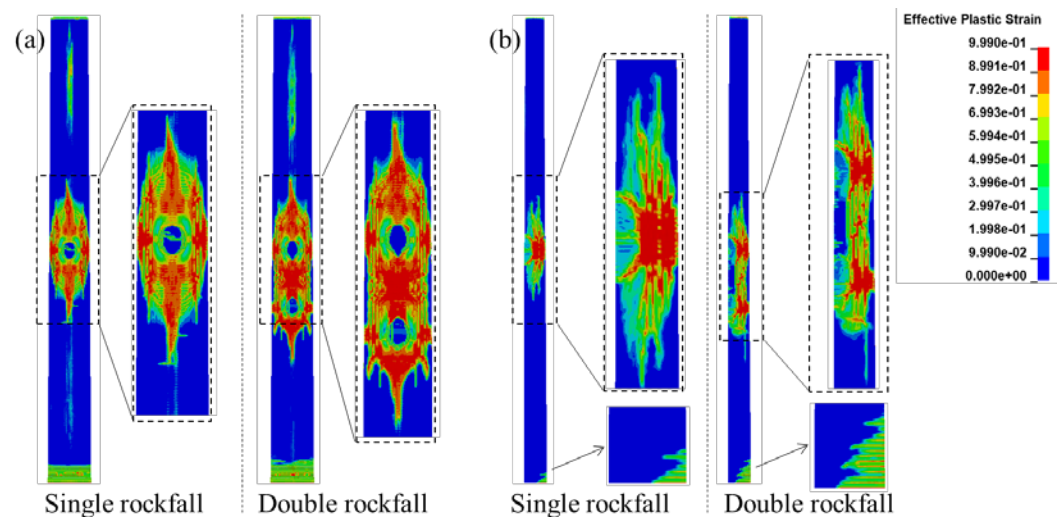 (a)
(b)
Effective Plastic Strain
9.990e-01
8.991e-01
7.992e-01
6.993e-01
5.994e-01
4.995e-01
3.996e-01
2.997e-01
1.998e-01
9.990e-02
0.000e+00
Single rockfall
Double rockfall
Single rockfall
Double rockfall